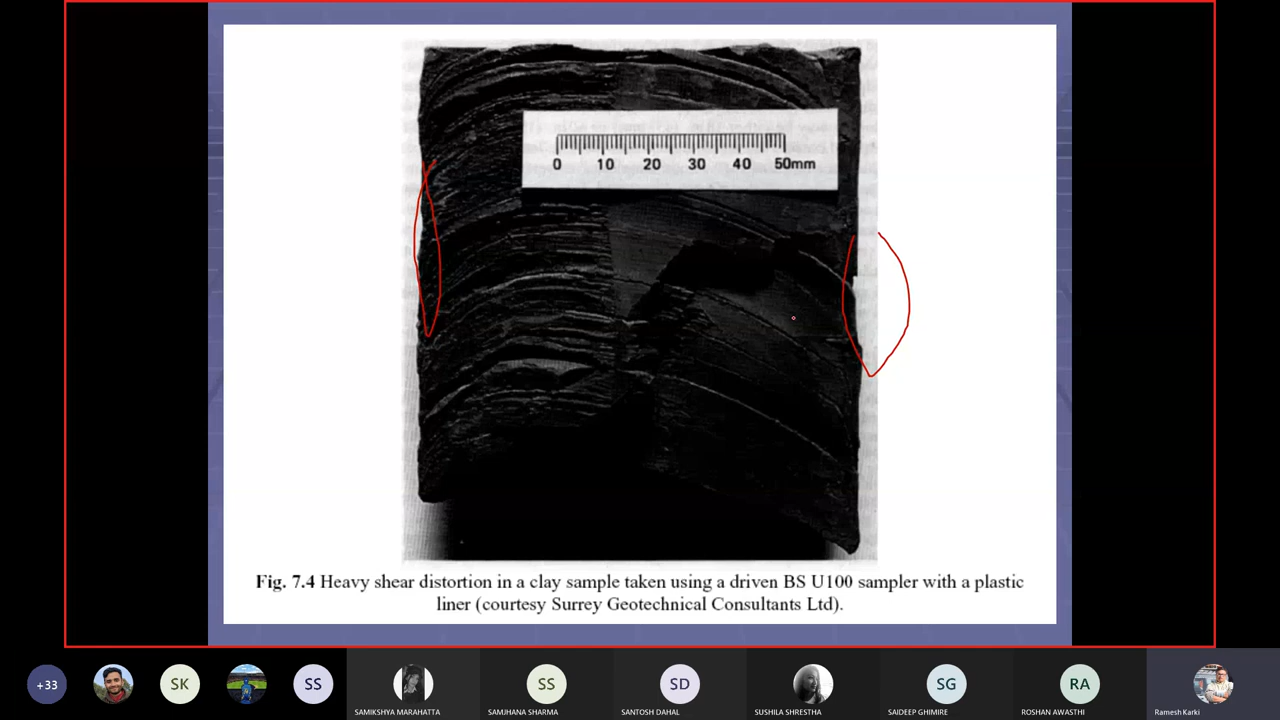 0 10 20 30 40 50mm
Fig. 7.4 Heavy shear distortion in a clay sample taken using a driven BS U100 sampler with a plastic
liner (courtesy Surrey Geotechnical Consultants Ltd).
+33 SK SS SS SD SG RA
SAMIKSHYA MARAHATTA SAMJHANA SHARMA SANTOSH DAHAL SUSHILA SHRESTHA SAIDEEP GHIMIRE ROSHAN AWASTHI Ramesh Karki